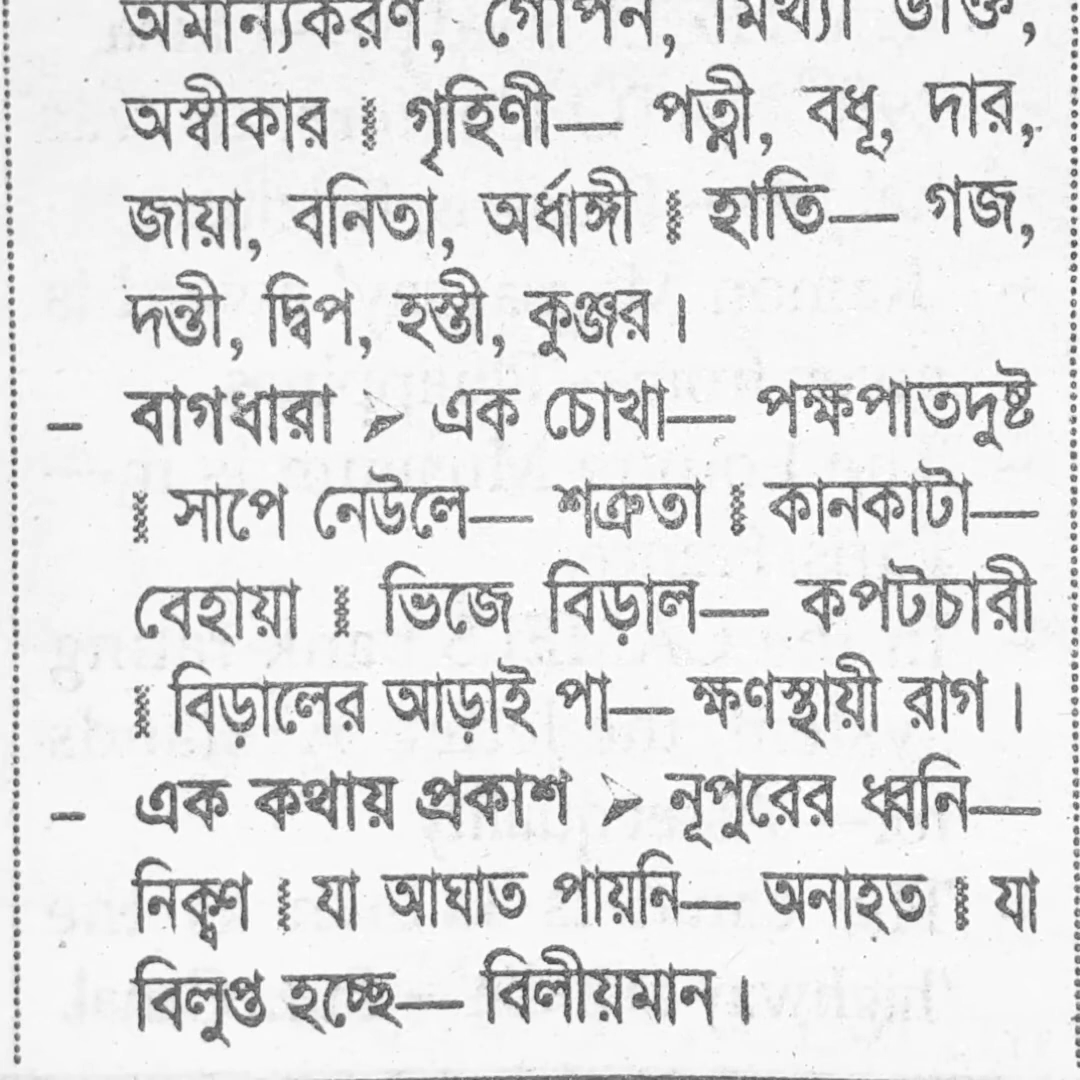 অমান্যকরণ, গোপন, মিথ্যা উক্তি,
অস্বীকার ⁞ গৃহিণী— পত্নী, বধূ, দার,
জায়া, বনিতা, অর্ধাঙ্গী ⁞ হাতি— গজ,
দন্তী, দ্বিপ, হস্তী, কুঞ্জর।
– বাগধারা ➢ এক চোখা— পক্ষপাতদুষ্ট
⁞ সাপে নেউলে— শত্রুতা ⁞ কানকাটা—
বেহায়া ⁞ ভিজে বিড়াল— কপটচারী
⁞ বিড়ালের আড়াই পা— ক্ষণস্থায়ী রাগ।
– এক কথায় প্রকাশ ➢ নূপুরের ধ্বনি—
নিক্বণ ⁞ যা আঘাত পায়নি— অনাহত ⁞ যা
বিলুপ্ত হচ্ছে— বিলীয়মান।